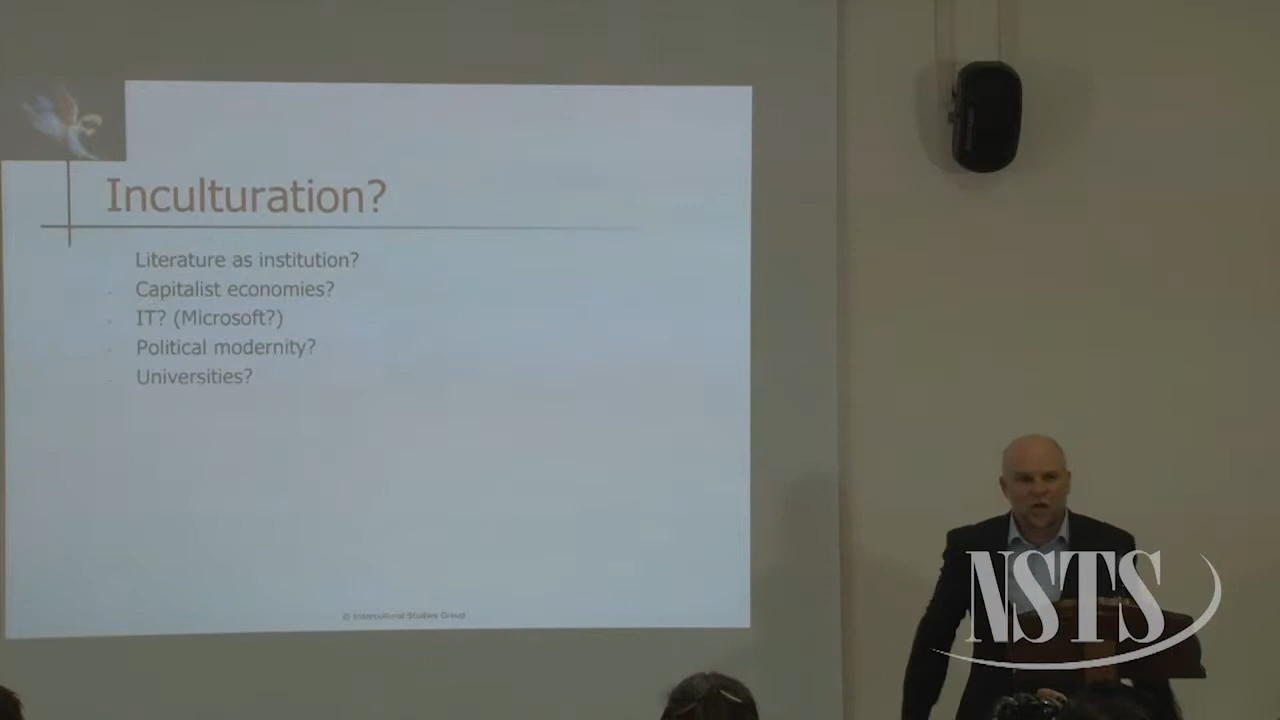 Inculturation?
Literature as institution?
Capitalist economies?
IT? (Microsoft?)
Political modernity?
Universities?
© Intercultural Studies Group
NSTS